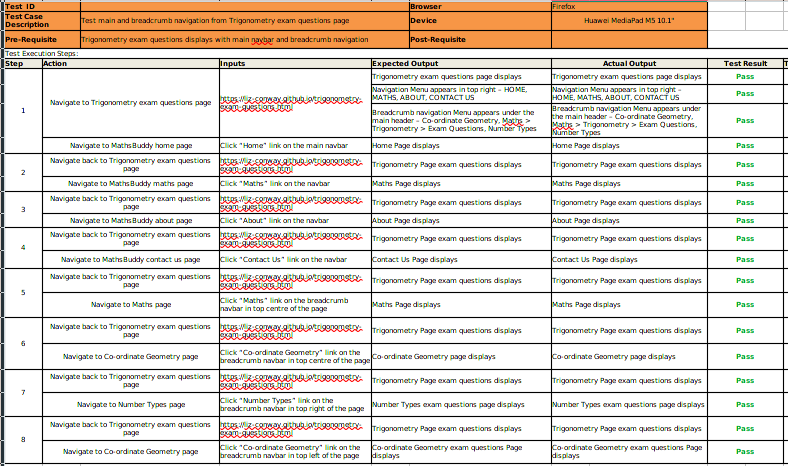 Test ID Browser Firefox
Test Case Description Test main and breadcrumb navigation from Trigonometry exam questions page Device Huawei MediaPad M5 10.1"
Pre-Requisite Trigonometry exam questions displays with main navbar and breadcrumb navigation Post-Requisite
Test Execution Steps:
Step Action Inputs Expected Output Actual Output Test Result
1 Navigate to Trigonometry exam questions page https://liz-conway.github.io/trigonometry-exam-questions.html
Trigonometry exam questions Page displays Trigonometry exam questions Page displays Pass
Navigation Menu appears in top right – HOME, MATHS, ABOUT, CONTACT US Navigation Menu appears in top right – HOME, MATHS, ABOUT, CONTACT US Pass
Breadcrumb navigation Menu appears under the main header – Co-ordinate Geometry, Maths > Trigonometry > Exam Questions, Number Types Breadcrumb navigation Menu appears under the main header – Co-ordinate Geometry, Maths > Trigonometry > Exam Questions, Number Types Pass
Navigate to MathsBuddy home page Click "Home" link on the main navbar Home Page displays Home Page displays Pass
2 Navigate back to Trigonometry exam questions page https://liz-conway.github.io/trigonometry-exam-questions.html Trigonometry Page exam questions displays Trigonometry Page exam questions displays Pass
Navigate to MathsBuddy maths page Click "Maths" link on the navbar Maths Page displays Maths Page displays Pass
3 Navigate back to Trigonometry exam questions page https://liz-conway.github.io/trigonometry-exam-questions.html Trigonometry Page exam questions displays Trigonometry Page exam questions displays Pass
Navigate to MathsBuddy about page Click "About" link on the navbar About Page displays About Page displays Pass
4 Navigate back to Trigonometry exam questions page https://liz-conway.github.io/trigonometry-exam-questions.html Trigonometry Page exam questions displays Trigonometry Page exam questions displays Pass
Navigate to MathsBuddy contact us page Click "Contact Us" link on the navbar Contact Us Page displays Contact Us Page displays Pass
5 Navigate back to Trigonometry exam questions page https://liz-conway.github.io/trigonometry-exam-questions.html Trigonometry Page exam questions displays Trigonometry Page exam questions displays Pass
Navigate to Maths page Click "Maths" link on the breadcrumb navbar in top centre of the page Maths Page displays Maths Page displays Pass
6 Navigate back to Trigonometry exam questions page https://liz-conway.github.io/trigonometry-exam-questions.html Trigonometry Page exam questions displays Trigonometry Page exam questions displays Pass
Navigate to Co-ordinate Geometry page Click "Co-ordinate Geometry" link on the breadcrumb navbar in top centre of the page Co-ordinate Geometry page displays Co-ordinate Geometry page displays Pass
7 Navigate back to Trigonometry exam questions page https://liz-conway.github.io/trigonometry-exam-questions.html Trigonometry Page exam questions displays Trigonometry Page exam questions displays Pass
Navigate to Number Types page Click "Number Types" link on the breadcrumb navbar in top right of the page Number Types exam questions page displays Number Types exam questions page displays Pass
8 Navigate back to Trigonometry exam questions page https://liz-conway.github.io/trigonometry-exam-questions.html Trigonometry Page exam questions displays Trigonometry Page exam questions displays Pass
Navigate to Co-ordinate Geometry page Click "Co-ordinate Geometry" link on the breadcrumb navbar in top left of the page Co-ordinate Geometry exam questions Page displays Co-ordinate Geometry exam questions Page displays Pass